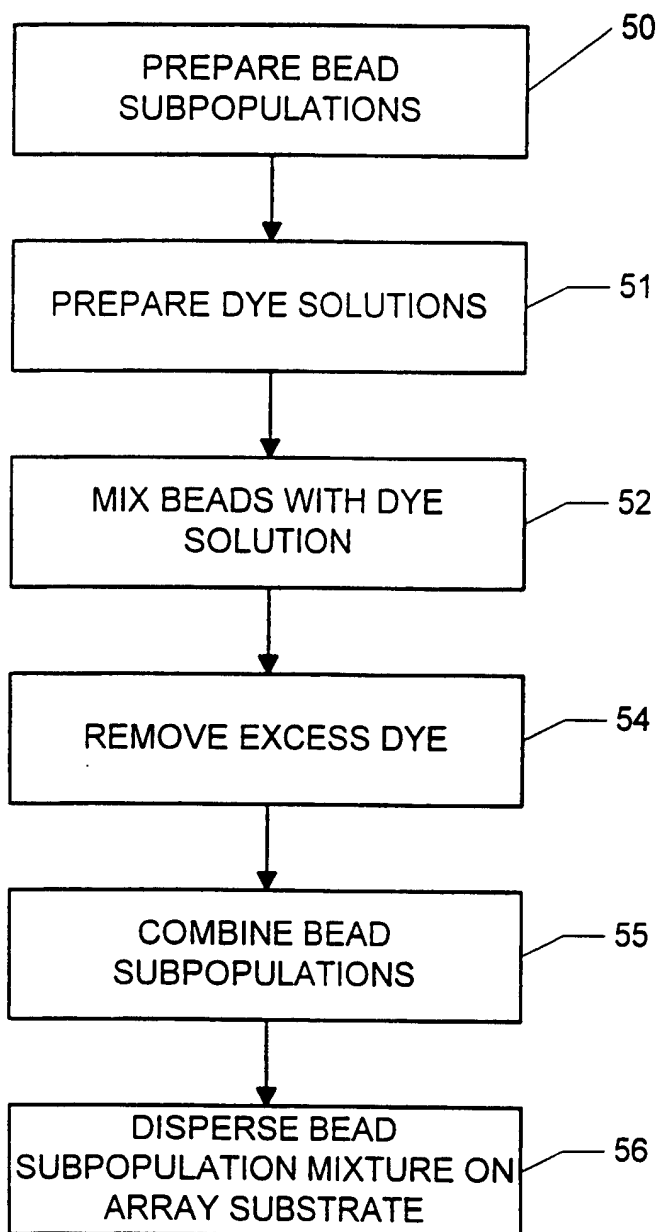 50
PREPARE BEAD
SUBPOPULATIONS
51
PREPARE DYE SOLUTIONS
MIX BEADS WITH DYE
SOLUTION
52
REMOVE EXCESS DYE
54
COMBINE BEAD
SUBPOPULATIONS
55
DISPERSE BEAD
SUBPOPULATION MIXTURE ON
ARRAY SUBSTRATE
56